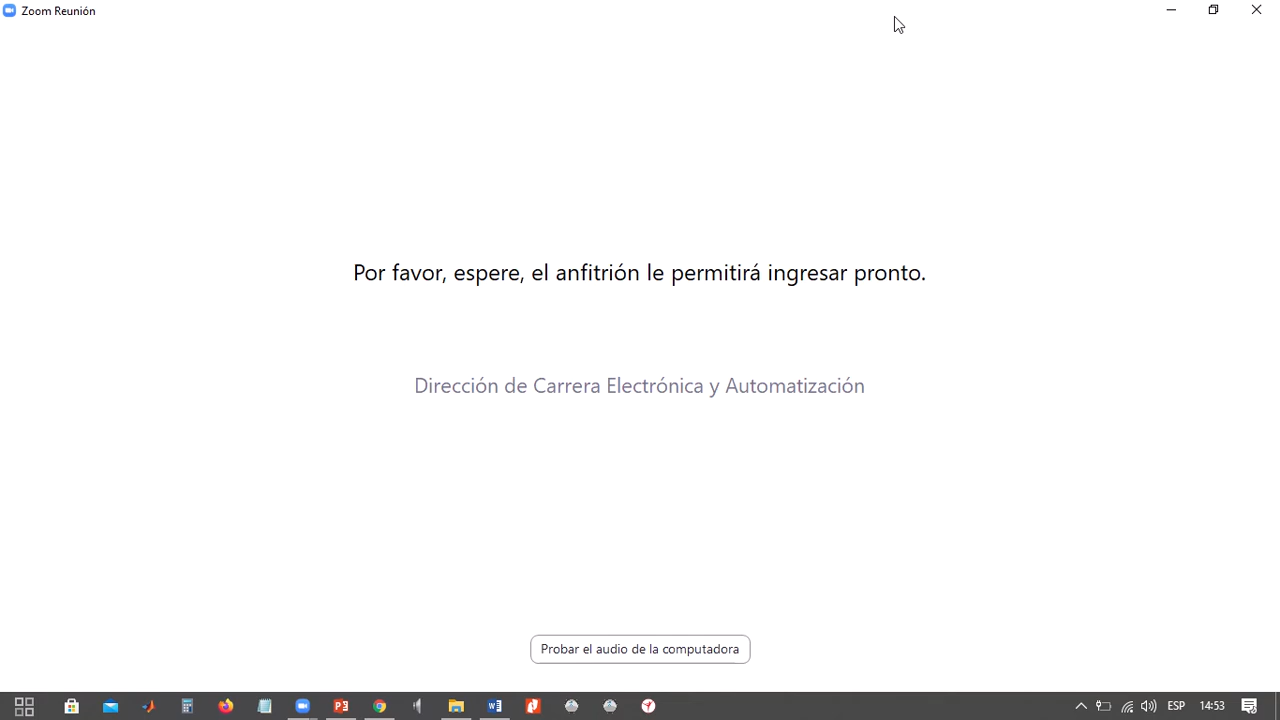 Zoom Reunión
Por favor, espere, el anfitrión le permitirá ingresar pronto.
Dirección de Carrera Electrónica y Automatización
Probar el audio de la computadora
ESP
14:53